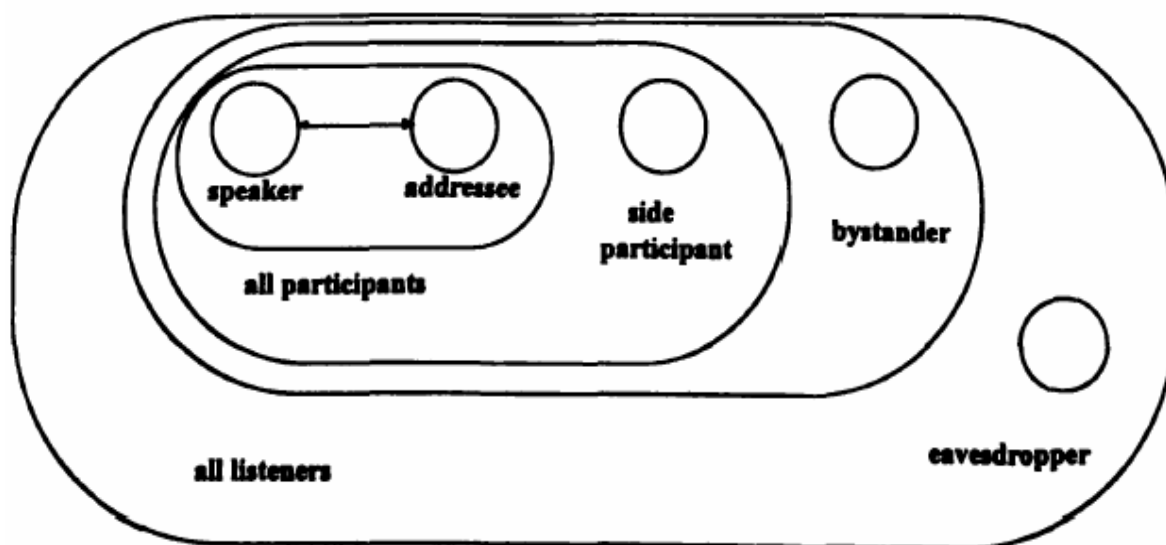 speaker
addressee
side
participant
bystander
all participants
eavesdropper
all listeners